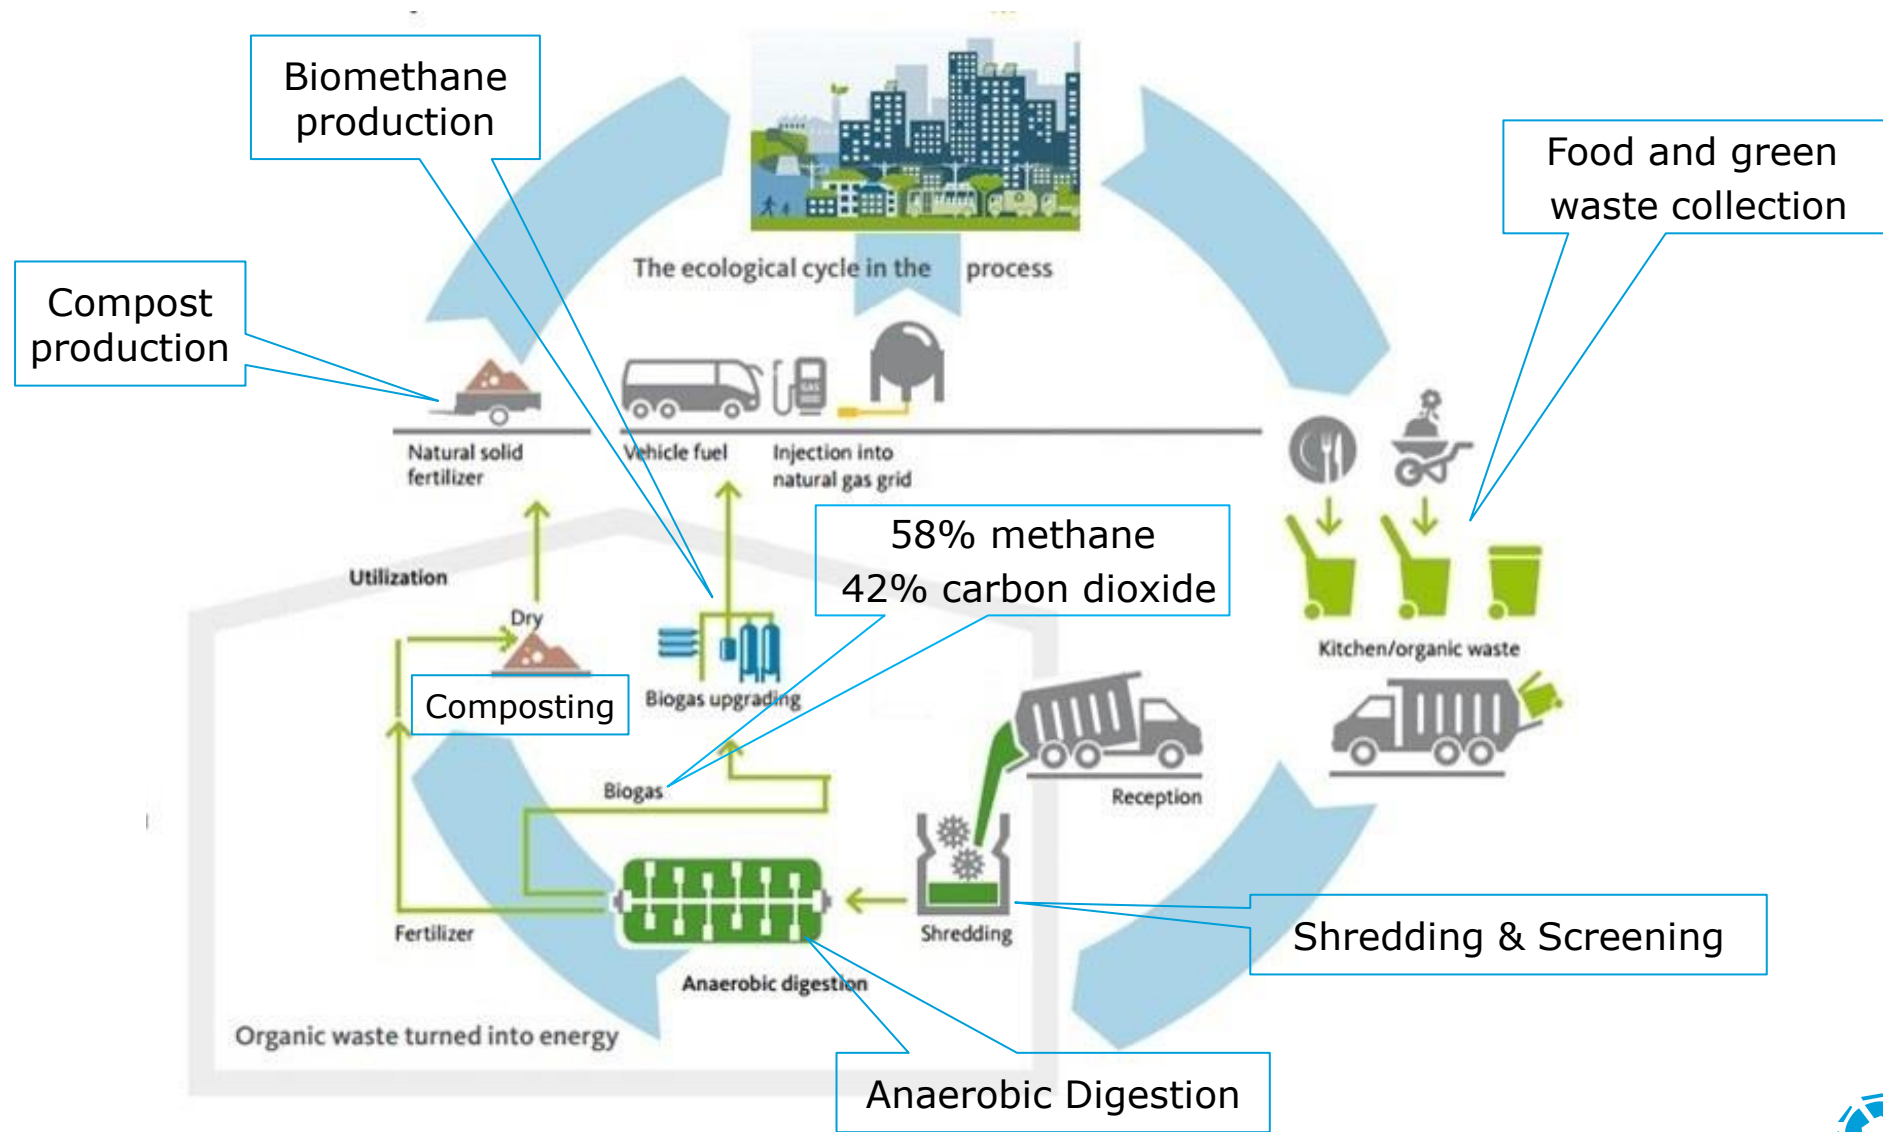 Biomethane
production
Food and green
waste collection
The ecological cycle in the process
Compost
production
GAS
Natural solid
fertilizer
Vehicle fuel
Injection into
natural gas grid
58% methane
42% carbon dioxide
Utilization
Dry
Composting
Biogas upgrading
Kitchen/organic waste
Biogas
Reception
Fertilizer
Shredding
Shredding & Screening
Anaerobic digestion
Organic waste turned into energy
Anaerobic Digestion